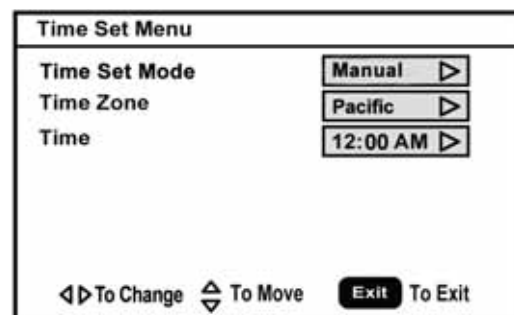 Time Set Menu
Time Set Mode Manual
Time Zone Pacific
Time 12:00 AM
To Change To Move Exit To Exit